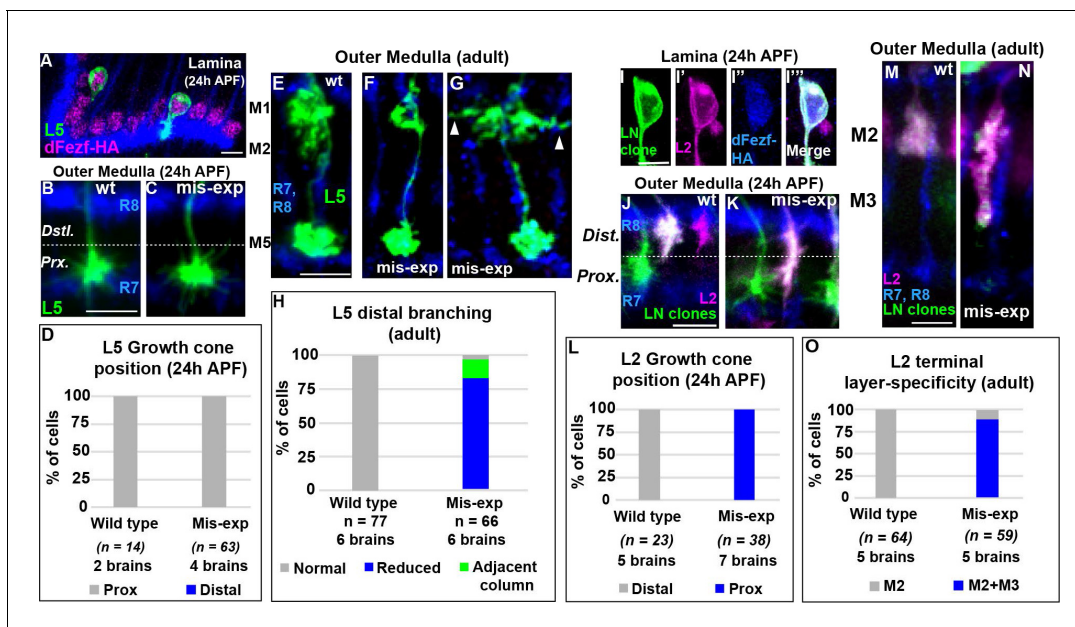 A
Lamina
(24h APF)
L5
dFezf-HA
Outer Medulla (24h APF)
B
wt
C
mis-exp
R8
Dstl.
Prx.
R7
L5
Outer Medulla (adult)
E
wt
F
G
M1
M2
R7,
R8
L5
M5
mis-exp
mis-exp
D
L5 Growth cone
position (24h APF)
% of cells
100
75
50
25
0
Wild type
Mis-exp
(n = 14)
(n = 63)
2 brains
4 brains
Prox
Distal
H
L5 distal branching
(adult)
% of cells
100
75
50
25
0
Wild type
Mis-exp
n = 77
n = 66
6 brains
6 brains
Normal
Reduced
Adjacent
column
Lamina (24h APF)
I
I'
I''
I'''
LN
clone
L2
dFezf-
HA
Merge
Outer Medulla (24h APF)
J
wt
K
mis-exp
R8
Dist.
Prox.
R7
L2
LN clones
Outer Medulla (adult)
M
wt
N
M2
M3
L2
R7, R8
LN clones
mis-exp
L
L2 Growth cone
position (24h APF)
% of cells
100
75
50
25
0
Wild type
Mis-exp
(n = 23)
(n = 38)
5 brains
7 brains
Distal
Prox
O
L2 terminal
layer-specificity (adult)
% of cells
100
75
50
25
0
Wild type
Mis-exp
(n = 64)
(n = 59)
5 brains
5 brains
M2
M2+M3